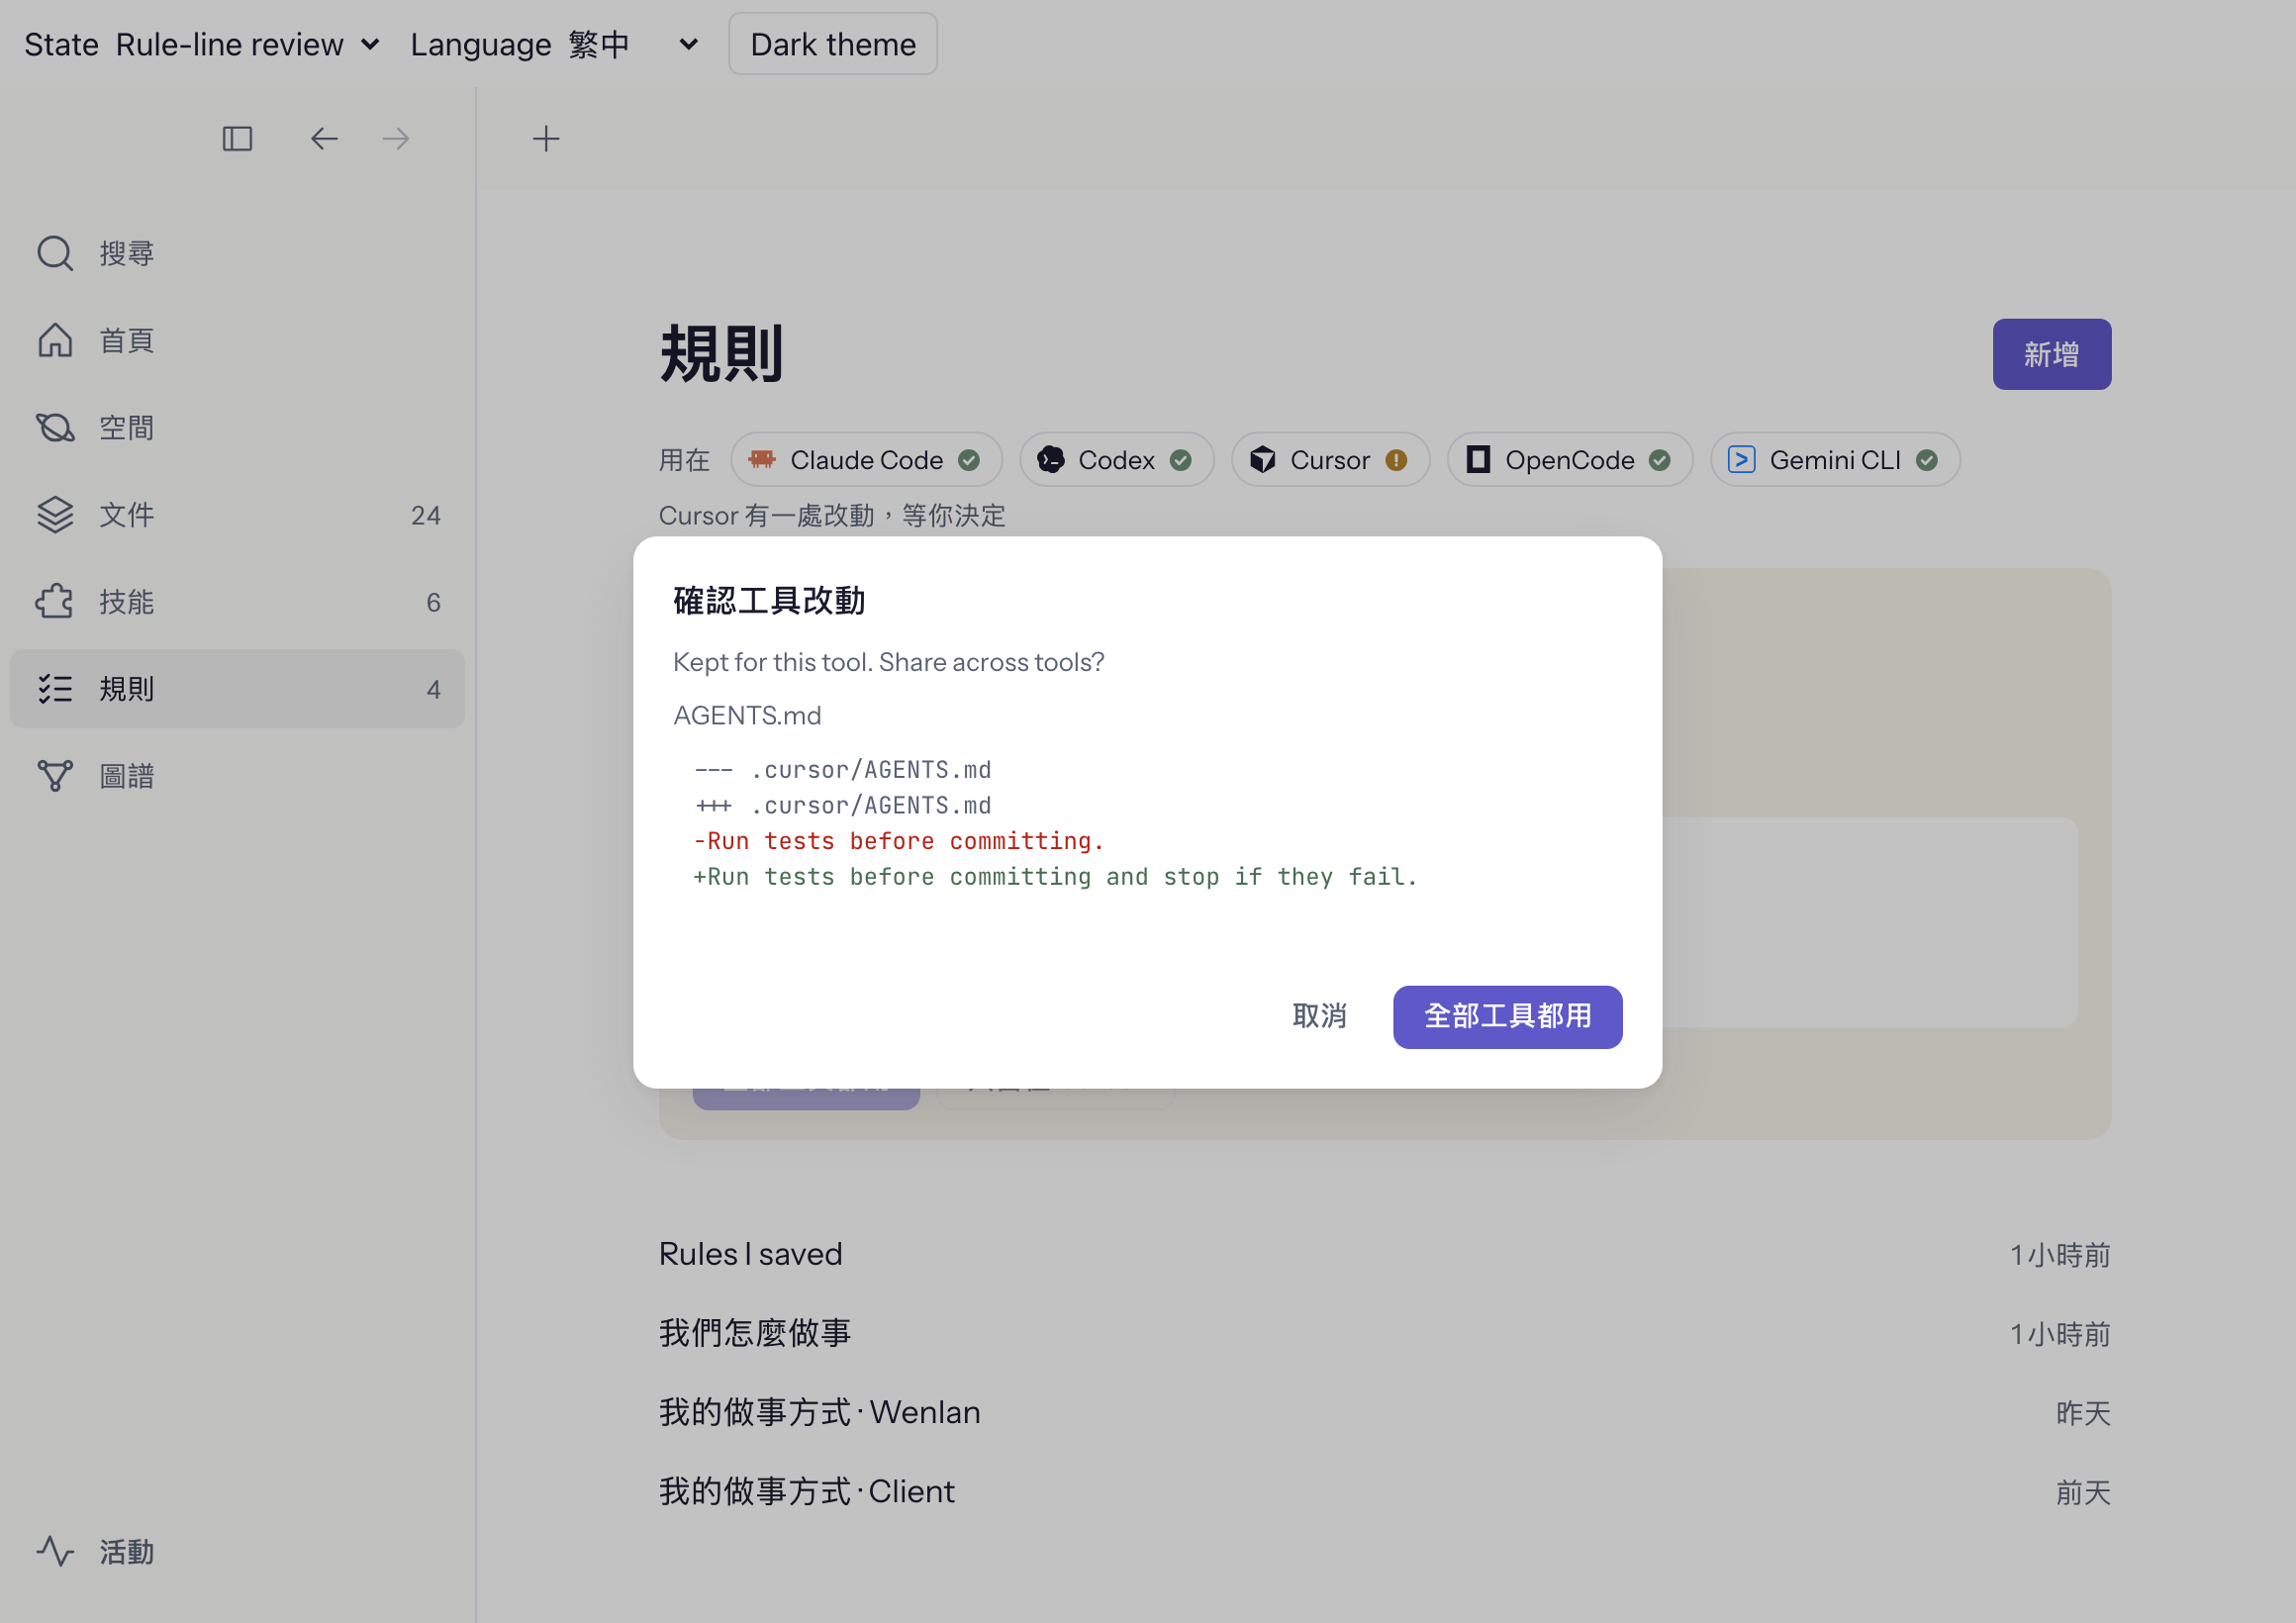 State Rule-line review Language 繁中 Dark theme
搜尋
首頁
空間
文件 24
技能 6
規則 4
圖譜
活動
規則
新增
用在 Claude Code Codex Cursor OpenCode Gemini CLI
Cursor 有一處改動，等你決定
確認工具改動
Kept for this tool. Share across tools?
AGENTS.md
--- .cursor/AGENTS.md
+++ .cursor/AGENTS.md
-Run tests before committing.
+Run tests before committing and stop if they fail.
取消 全部工具都用
Rules I saved 1 小時前
我們怎麼做事 1 小時前
我的做事方式 · Wenlan 昨天
我的做事方式 · Client 前天